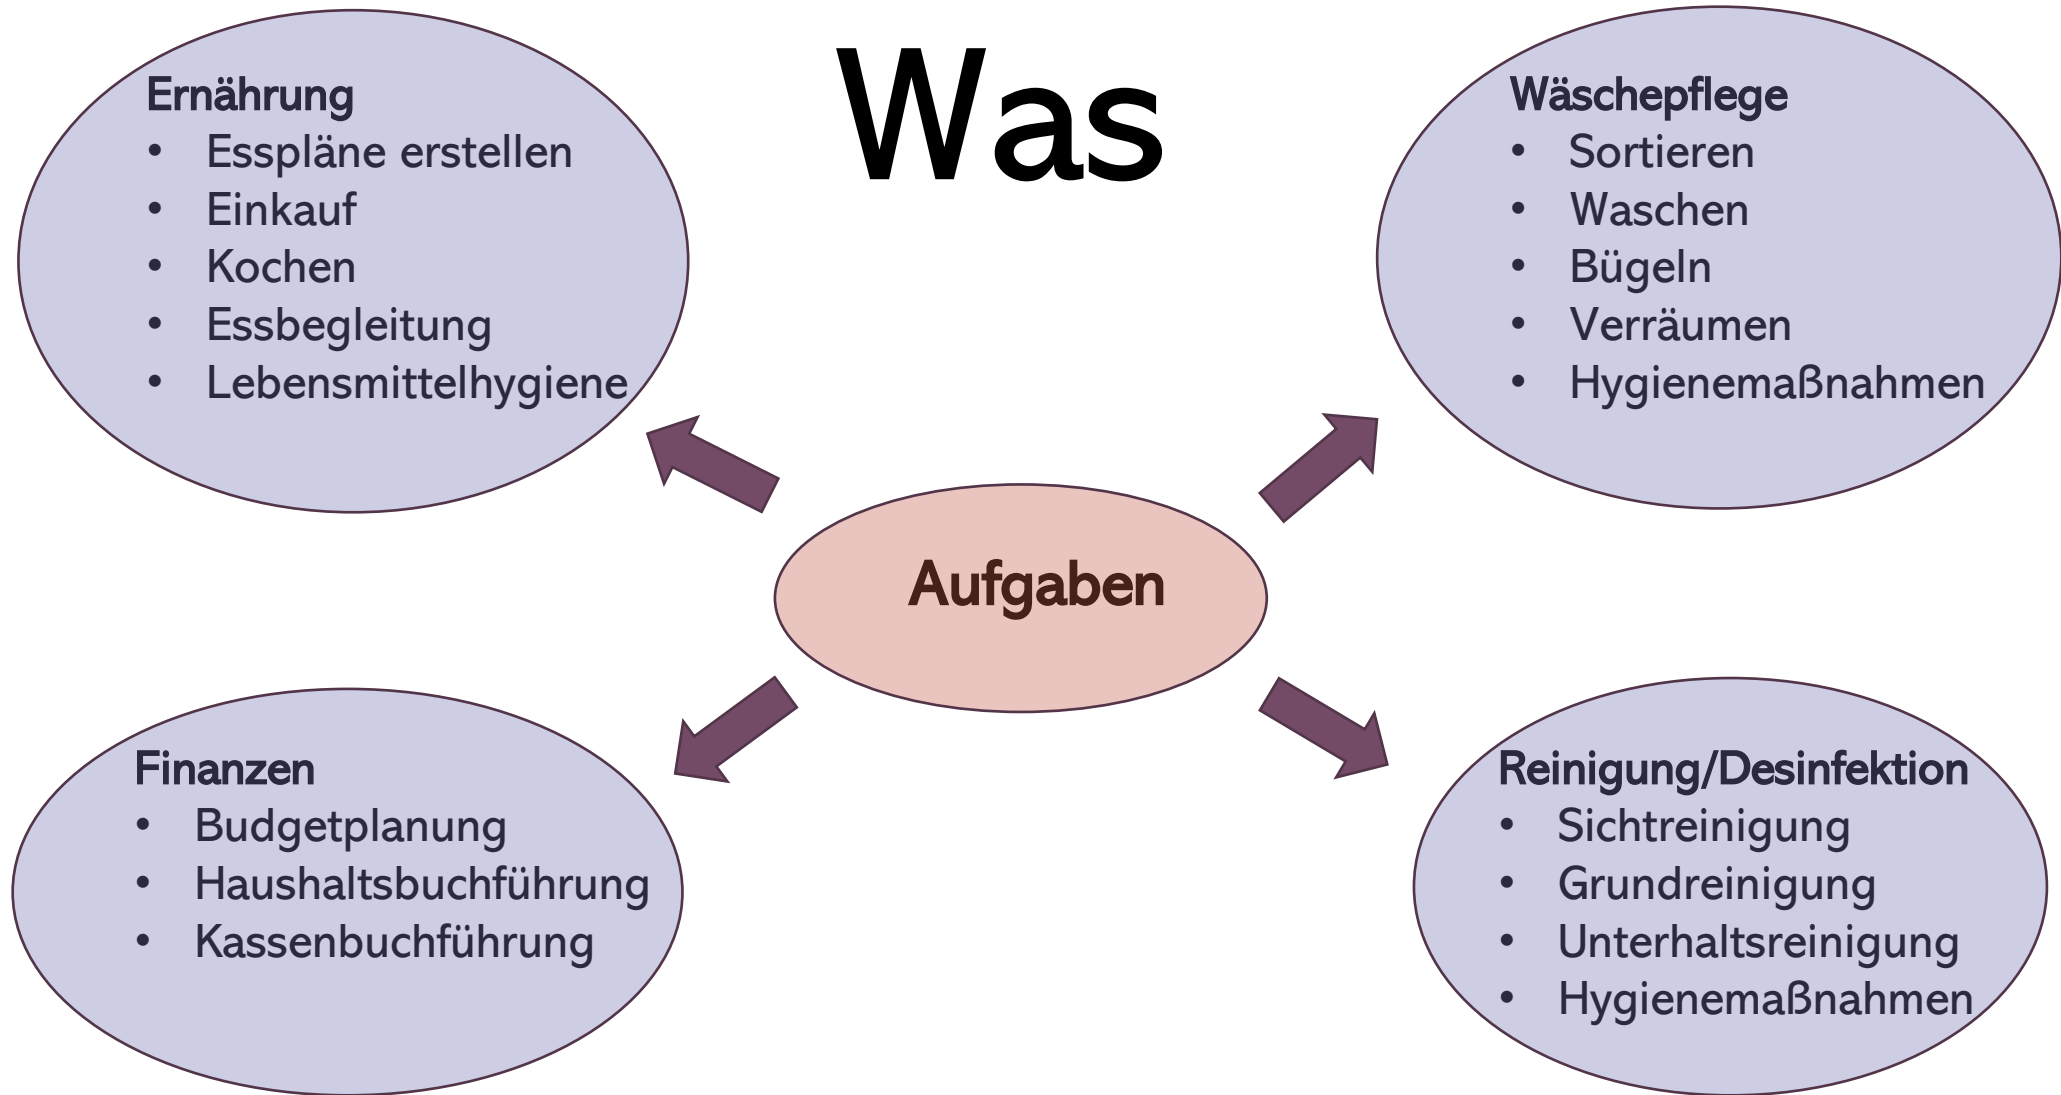 Was
Ernährung
• Esspläne erstellen
• Einkauf
• Kochen
• Essbegleitung
• Lebensmittelhygiene
Wäschepflege
• Sortieren
• Waschen
• Bügeln
• Verräumen
• Hygienemaßnahmen
Aufgaben
Finanzen
• Budgetplanung
• Haushaltsbuchführung
• Kassenbuchführung
Reinigung/Desinfektion
• Sichtreinigung
• Grundreinigung
• Unterhaltsreinigung
• Hygienemaßnahmen